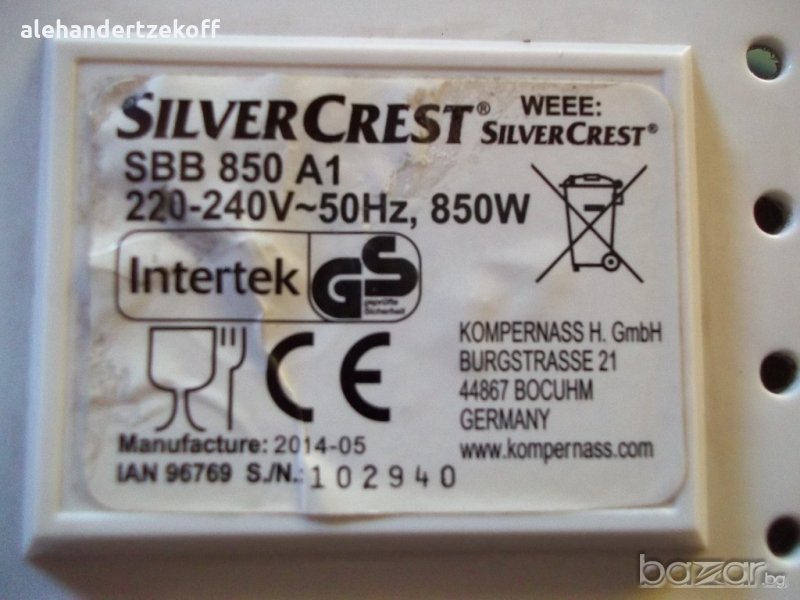 alehandertzekoff
SILVERCREST® WEEE:
SILVERCREST®
SBB 850 A1
220-240V~50Hz, 850W
Intertek
GS
geprüfte
Sicherheit
CE
KOMPERNASS H. GmbH
BURGSTRASSE 21
44867 BOCUHM
GERMANY
www.kompernass.com
Manufacture: 2014-05
IAN 96769 S./N.: 102940
bazar.bg